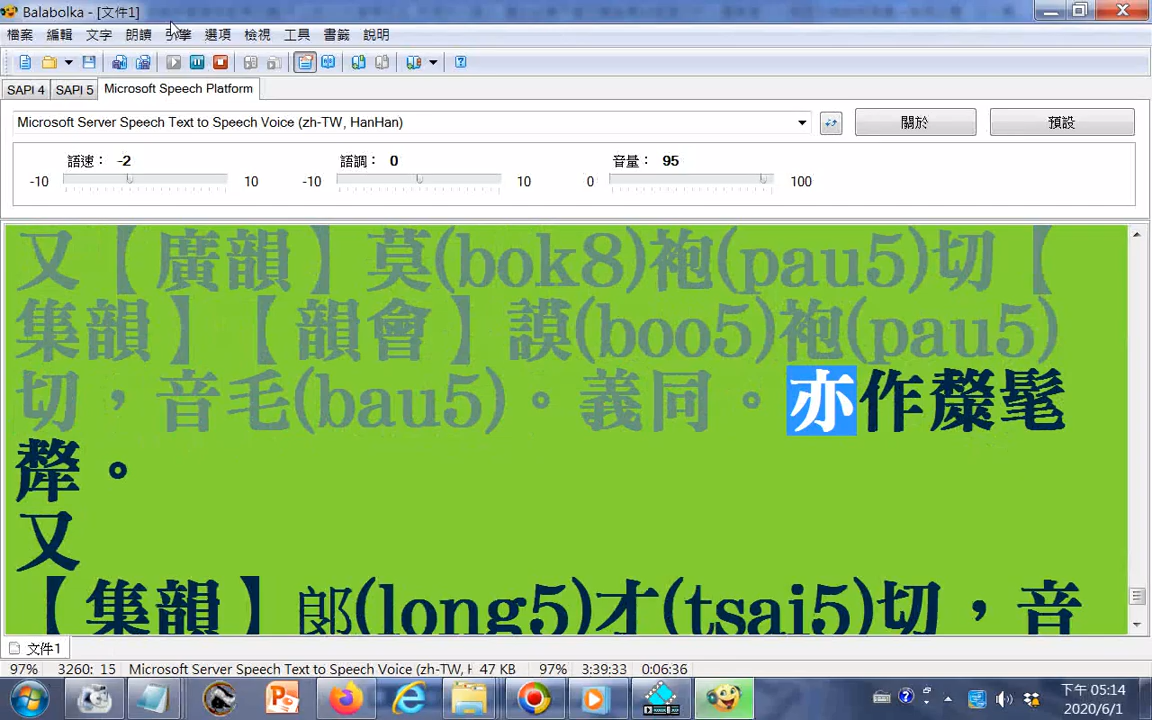 Balabolka - [文件1]
檔案 編輯 文字 朗讀 引擎 選項 檢視 工具 書籤 說明
SAPI 4 SAPI 5 Microsoft Speech Platform
Microsoft Server Speech Text to Speech Voice (zh-TW, HanHan) 關於 預設
語速： -2 語調： 0 音量： 95
-10 10 -10 10 0 100
又【廣韻】莫(bok8)袍(pau5)切【
集韻】【韻會】謨(boo5)袍(pau5)
切，音毛(bau5)。義同。亦作氂髦
犛。
又
【集韻】郎(long5)才(tsai5)切，音
文件1
97% 3260: 15 Microsoft Server Speech Text to Speech Voice (zh-TW, H 47 KB 97% 3:39:33 0:06:36
下午 05:14
2020/6/1